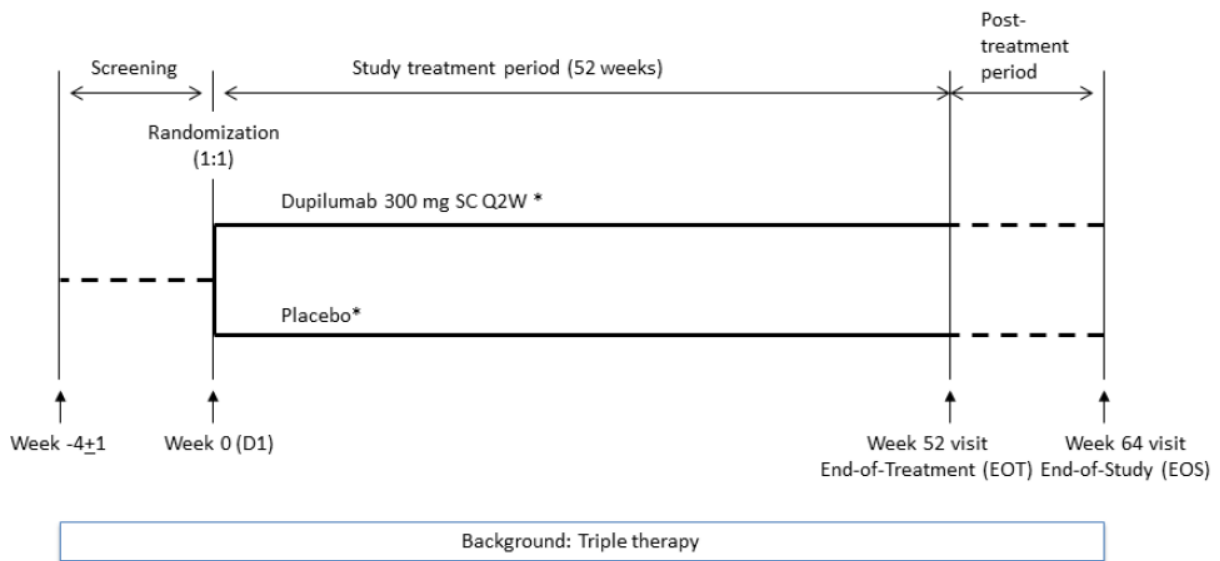 Post-
treatment
period
Screening
Study treatment period (52 weeks)
Randomization
(1:1)
Dupilumab 300 mg SC Q2W *
Placebo*
Week -4±1
Week 0 (D1)
Week 52 visit
End-of-Treatment (EOT)
Week 64 visit
End-of-Study (EOS)
Background: Triple therapy